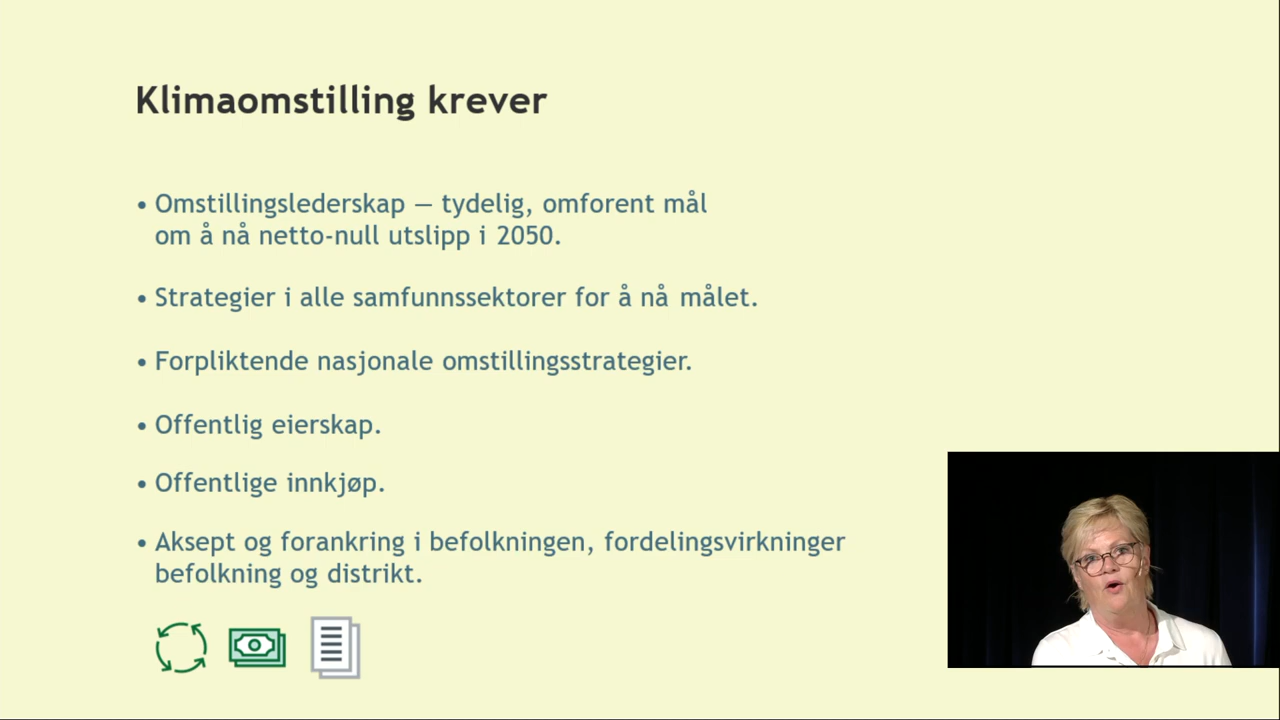 Klimaomstilling krever
• Omstillingslederskap — tydelig, omforent mål
om å nå netto-null utslipp i 2050.
• Strategier i alle samfunnssektorer for å nå målet.
• Forpliktende nasjonale omstillingsstrategier.
• Offentlig eierskap.
• Offentlige innkjøp.
• Aksept og forankring i befolkningen, fordelingsvirkninger
befolkning og distrikt.